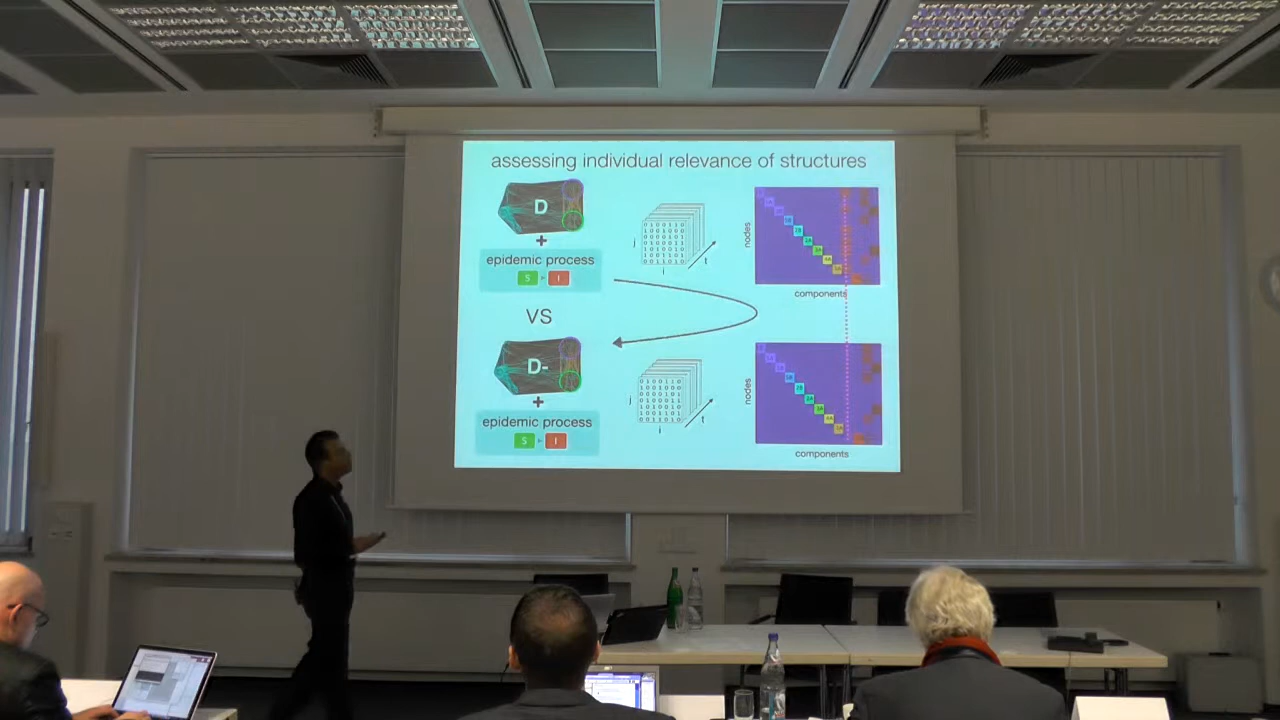 assessing individual relevance of structures
D
+
epidemic process
S I
VS
D-
+
epidemic process
S I
j
i
t
nodes
components
j
i
t
nodes
components